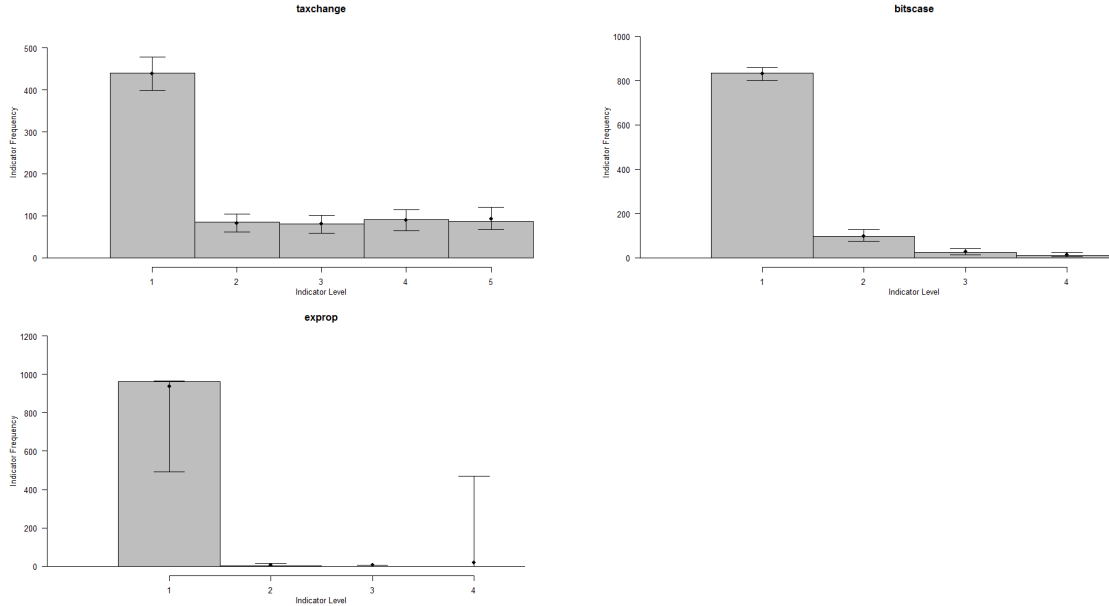 taxchange
500
400
300
200
100
0
Indicator Frequency
1 2 3 4 5
Indicator Level
bitscase
1000
800
600
400
200
0
Indicator Frequency
1 2 3 4
Indicator Level
exprop
1200
1000
800
600
400
200
0
Indicator Frequency
1 2 3 4
Indicator Level